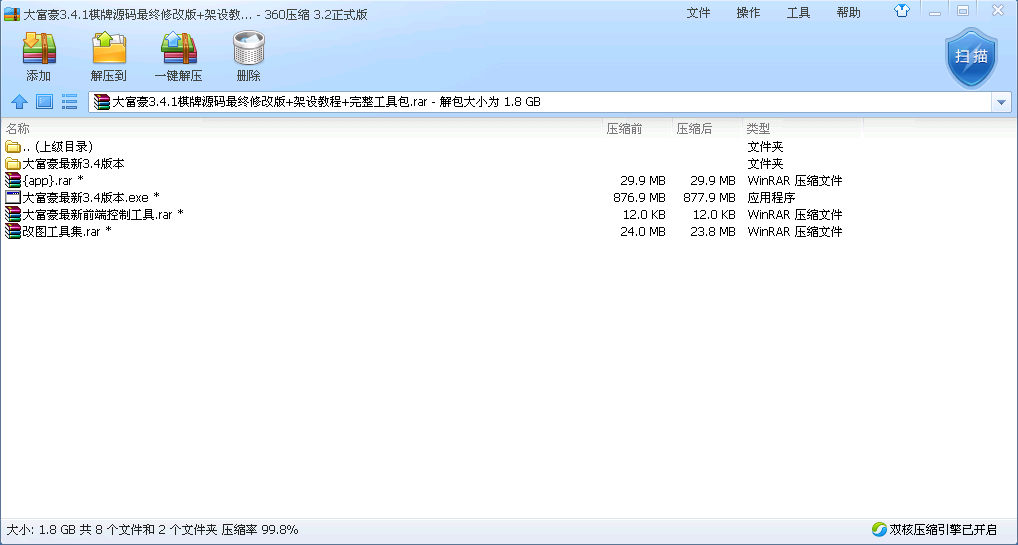 大富豪3.4.1棋牌源码最终修改版+架设教... - 360压缩 3.2正式版
文件 操作 工具 帮助
添加 解压到 一键解压 删除 扫描
大富豪3.4.1棋牌源码最终修改版+架设教程+完整工具包.rar - 解包大小为 1.8 GB
名称 压缩前 压缩后 类型
.. (上级目录) 文件夹
大富豪最新3.4版本 文件夹
{app}.rar * 29.9 MB 29.9 MB WinRAR 压缩文件
大富豪最新3.4版本.exe * 876.9 MB 877.9 MB 应用程序
大富豪最新前端控制工具.rar * 12.0 KB 12.0 KB WinRAR 压缩文件
改图工具集.rar * 24.0 MB 23.8 MB WinRAR 压缩文件
大小: 1.8 GB 共 8 个文件和 2 个文件夹 压缩率 99.8% 双核压缩引擎已开启